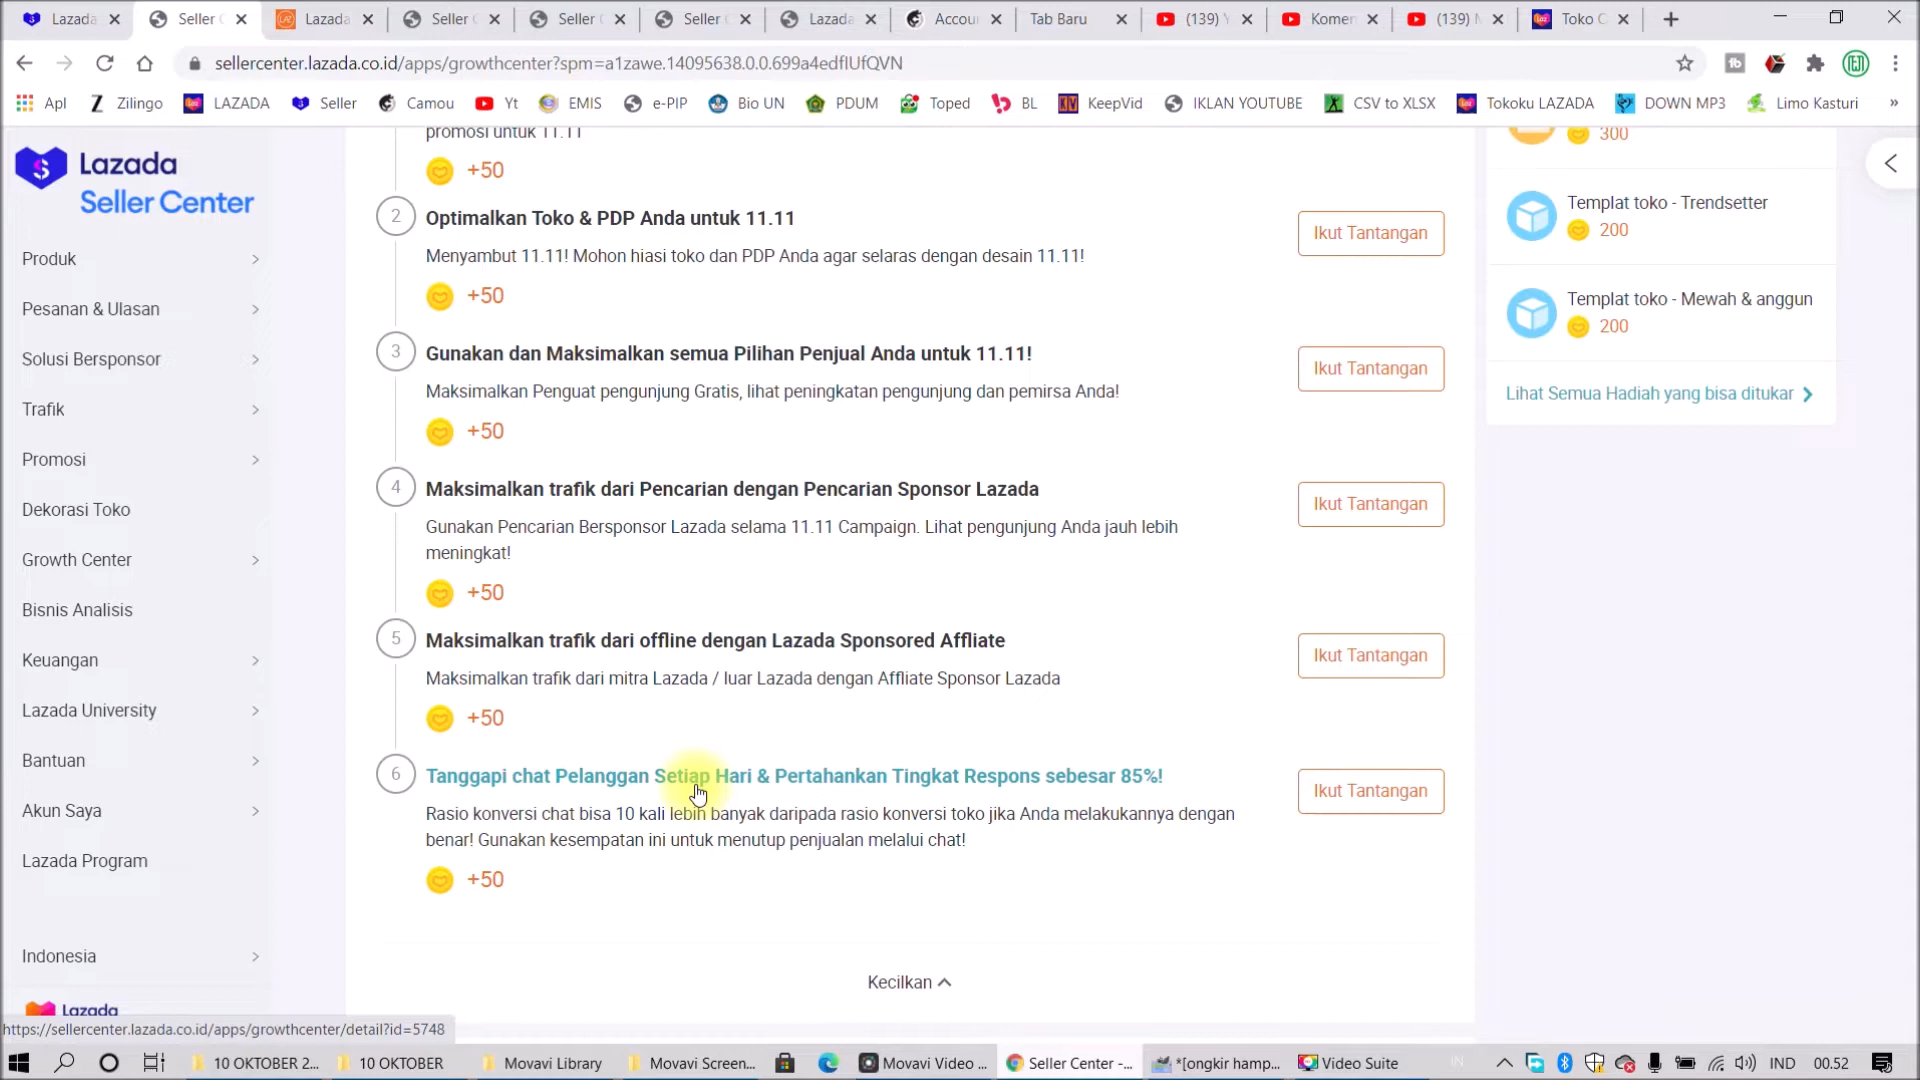 Lazada
Seller C
Lazada
Seller C
Seller C
Seller C
Lazada
Accoun
Tab Baru
(139) Y
Komen
(139) M
Toko C
sellercenter.lazada.co.id/apps/growthcenter?spm=a1zawe.14095638.0.0.699a4edflUfQVN
Apl
Zilingo
LAZADA
Seller
Camou
Yt
EMIS
e-PIP
Bio UN
PDUM
Toped
BL
KeepVid
IKLAN YOUTUBE
CSV to XLSX
Tokoku LAZADA
DOWN MP3
Limo Kasturi
»
Lazada
Seller Center
Produk
Pesanan & Ulasan
Solusi Bersponsor
Trafik
Promosi
Dekorasi Toko
Growth Center
Bisnis Analisis
Keuangan
Lazada University
Bantuan
Akun Saya
Lazada Program
Indonesia
Lazada
promosi untuk 11.11
+50
2
Optimalkan Toko & PDP Anda untuk 11.11
Menyambut 11.11! Mohon hiasi toko dan PDP Anda agar selaras dengan desain 11.11!
+50
Ikut Tantangan
3
Gunakan dan Maksimalkan semua Pilihan Penjual Anda untuk 11.11!
Maksimalkan Penguat pengunjung Gratis, lihat peningkatan pengunjung dan pemirsa Anda!
+50
Ikut Tantangan
4
Maksimalkan trafik dari Pencarian dengan Pencarian Sponsor Lazada
Gunakan Pencarian Bersponsor Lazada selama 11.11 Campaign. Lihat pengunjung Anda jauh lebih
meningkat!
+50
Ikut Tantangan
5
Maksimalkan trafik dari offline dengan Lazada Sponsored Affliate
Maksimalkan trafik dari mitra Lazada / luar Lazada dengan Affliate Sponsor Lazada
+50
Ikut Tantangan
6
Tanggapi chat Pelanggan Setiap Hari & Pertahankan Tingkat Respons sebesar 85%!
Rasio konversi chat bisa 10 kali lebih banyak daripada rasio konversi toko jika Anda melakukannya dengan
benar! Gunakan kesempatan ini untuk menutup penjualan melalui chat!
+50
Ikut Tantangan
Kecilkan
300
Templat toko - Trendsetter
200
Templat toko - Mewah & anggun
200
Lihat Semua Hadiah yang bisa ditukar
https://sellercenter.lazada.co.id/apps/growthcenter/detail?id=5748
10 OKTOBER 2...
10 OKTOBER
Movavi Library
Movavi Screen...
Movavi Video ...
Seller Center -...
*[ongkir hamp...
Video Suite
IN
IND
00.52